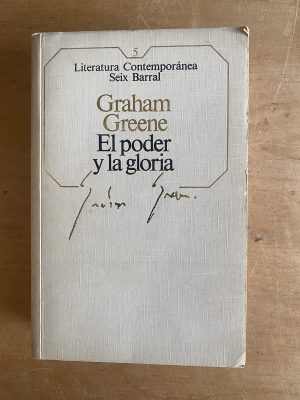 5
Literatura Contemporánea
Seix Barral
Graham
Greene
El poder
y la gloria